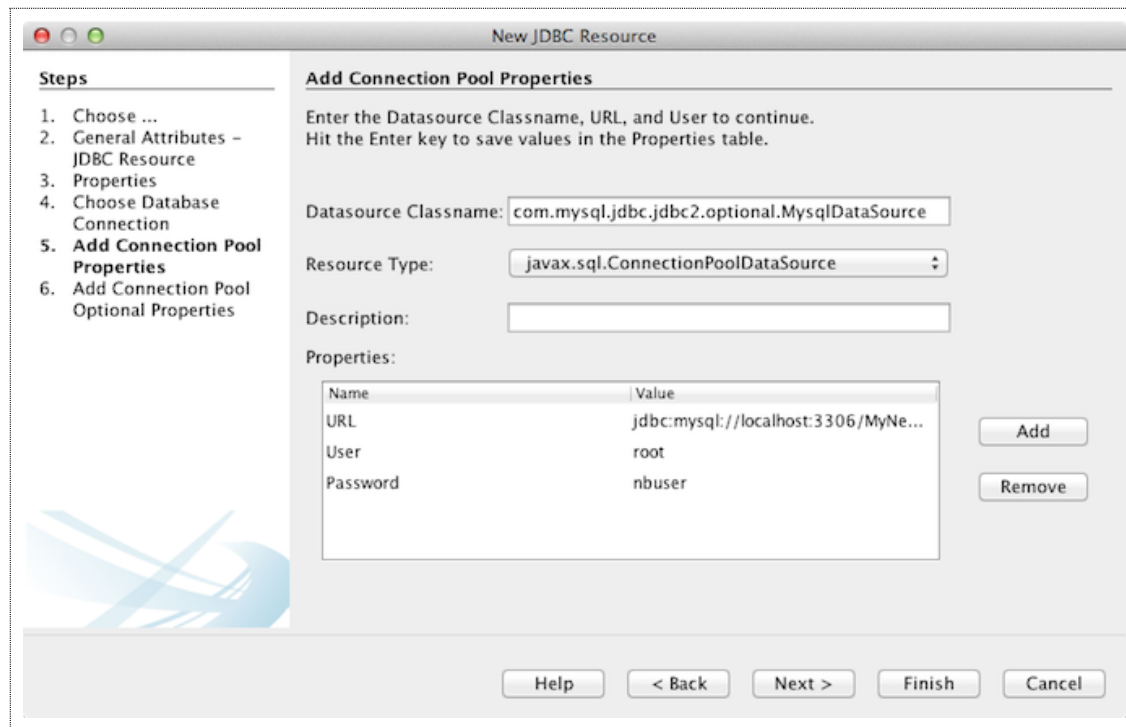 New JDBC Resource
Steps
1. Choose ...
2. General Attributes –
JDBC Resource
3. Properties
4. Choose Database
Connection
5. Add Connection Pool
Properties
6. Add Connection Pool
Optional Properties
Add Connection Pool Properties
Enter the Datasource Classname, URL, and User to continue.
Hit the Enter key to save values in the Properties table.
Datasource Classname: com.mysql.jdbc.jdbc2.optional.MysqlDataSource
Resource Type: javax.sql.ConnectionPoolDataSource
Description:
Properties:
Name Value
URL jdbc:mysql://localhost:3306/MyNe...
User root
Password nbuser
Add
Remove
Help < Back Next > Finish Cancel